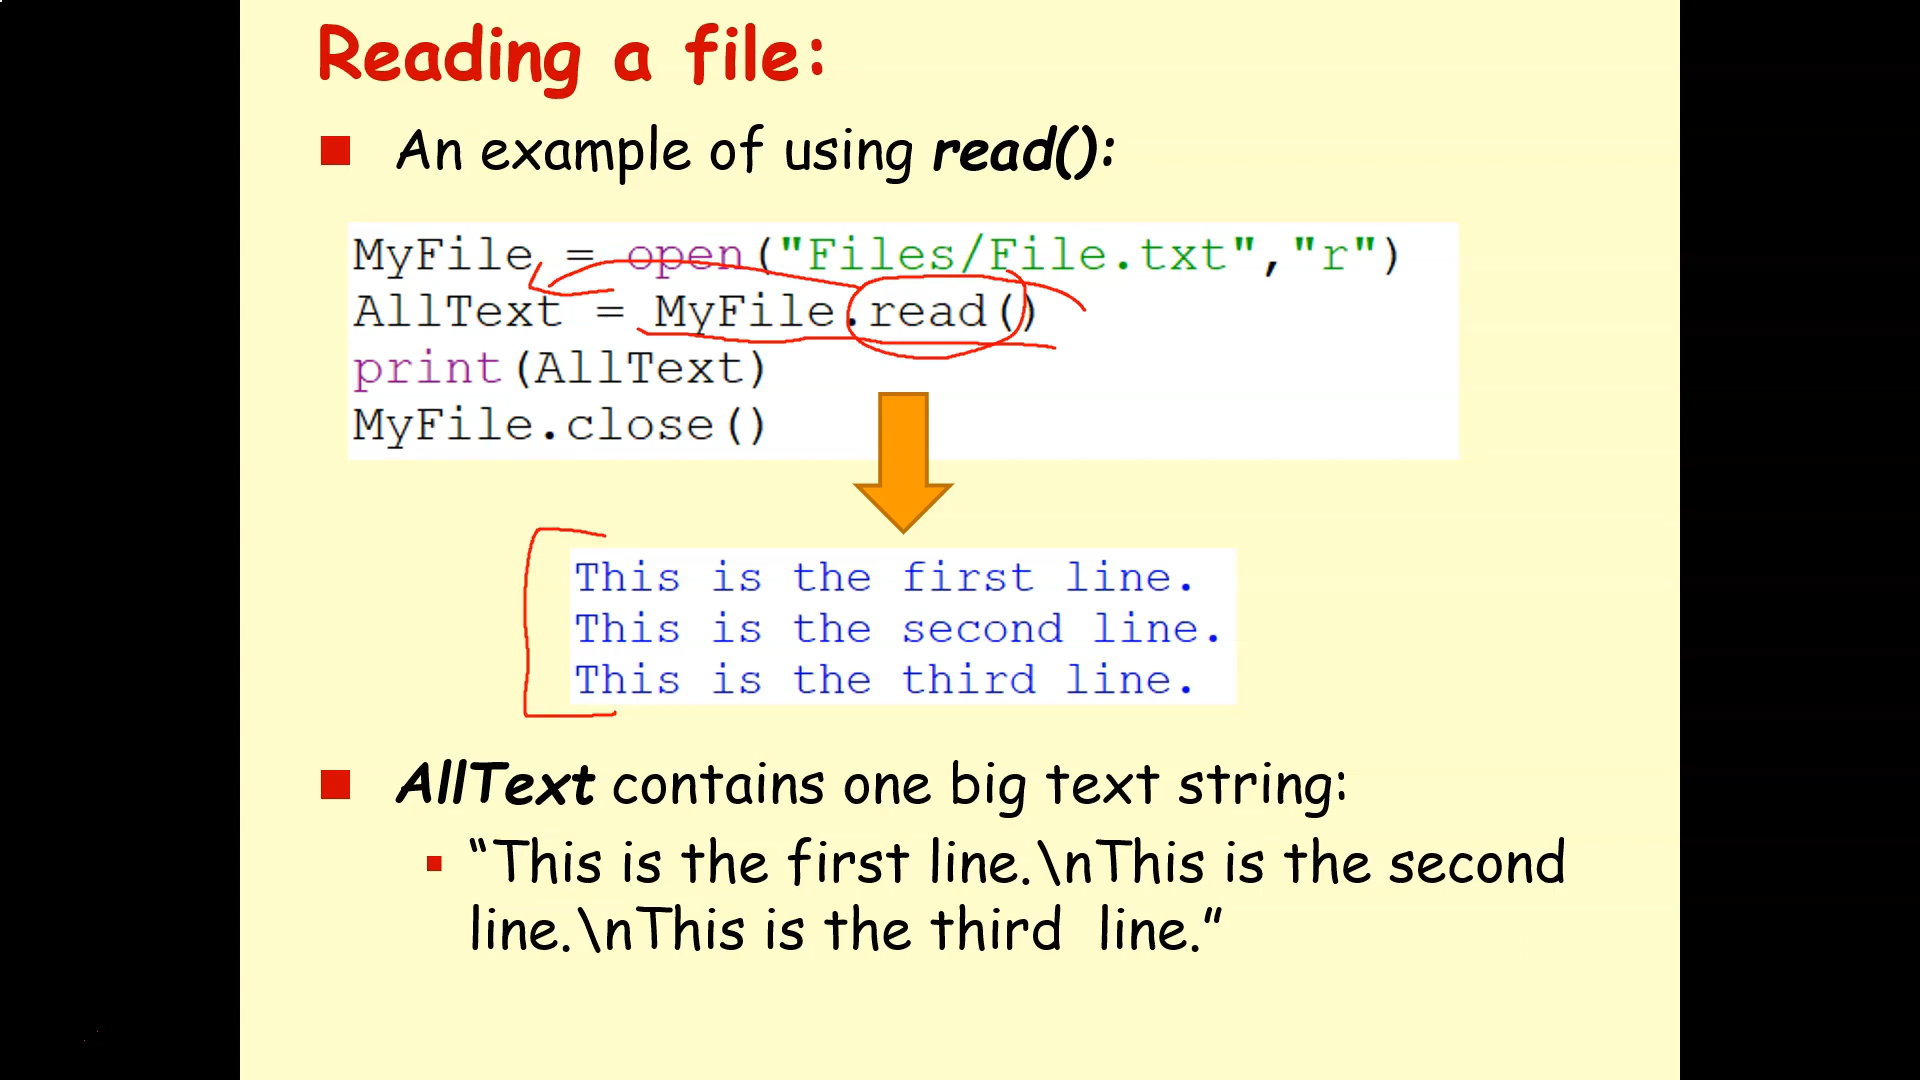 Reading a file:
An example of using read():
MyFile = open("Files/File.txt","r")
AllText = MyFile.read()
print(AllText)
MyFile.close()
This is the first line.
This is the second line.
This is the third line.
AllText contains one big text string:
“This is the first line.\nThis is the second
line.\nThis is the third  line.”